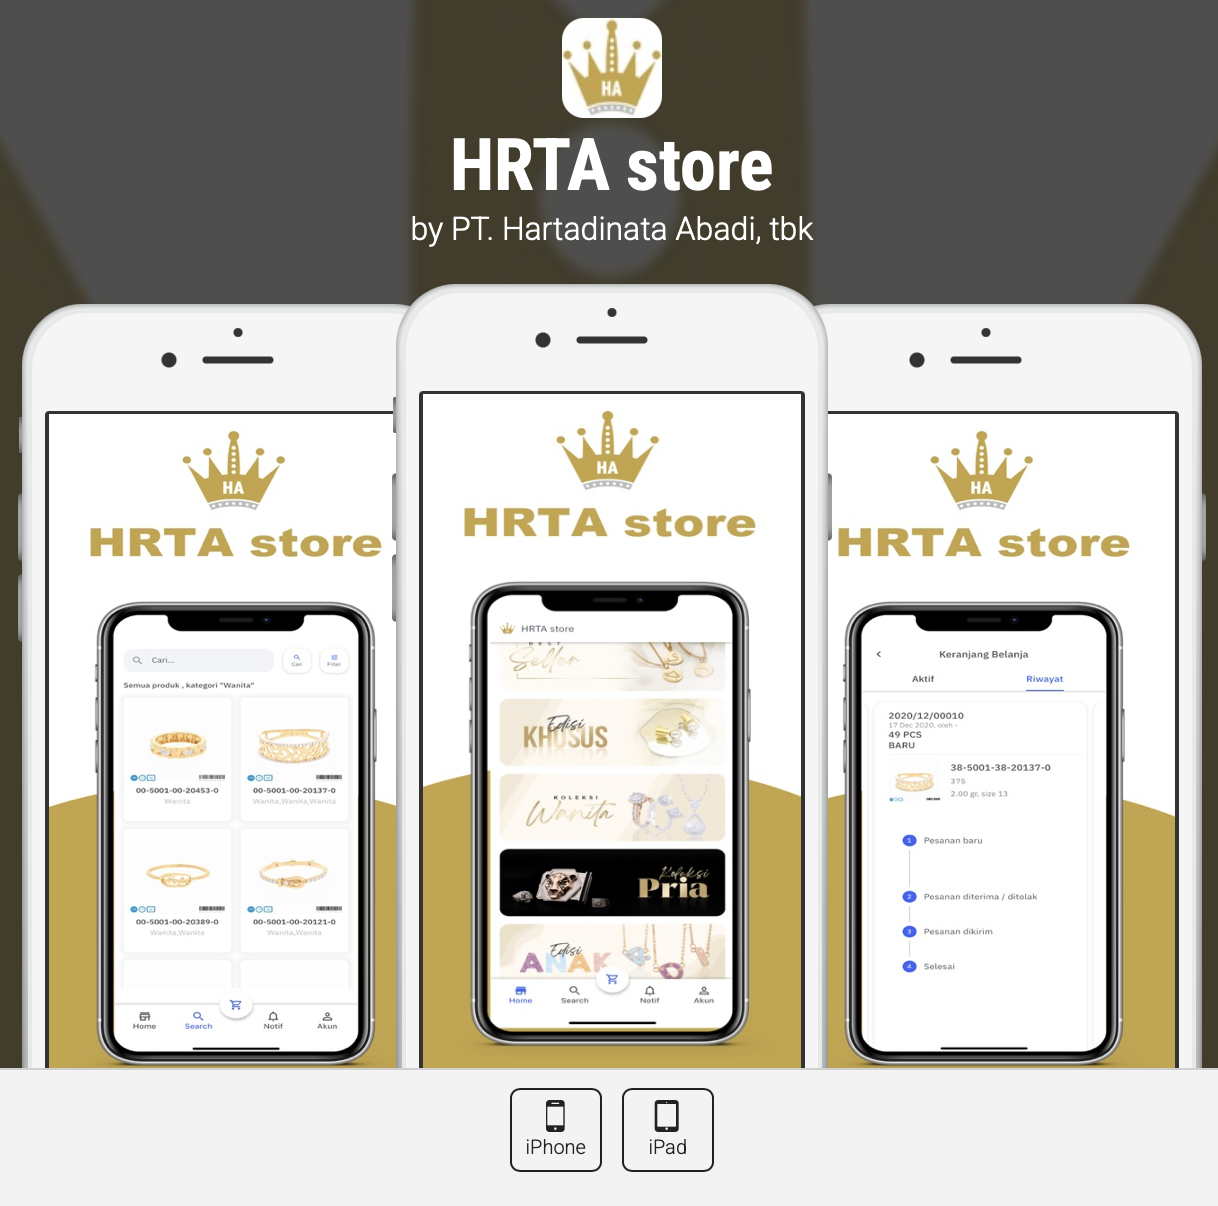 HA
HRTA store
by PT. Hartadinata Abadi, tbk
HA
HRTA store
Cari...
Cari
Filter
Semua produk , kategori "Wanita"
00-5001-00-20453-0
Wanita
00-5001-00-20137-0
Wanita,Wanita,Wanita
00-5001-00-20389-0
Wanita,Wanita
00-5001-00-20121-0
Wanita,Wanita
Home
Search
Notif
Akun
HA
HRTA store
HRTA store
BEST
Seller
Edisi
KHUSUS
KOLEKSI
Wanita
Koleksi
Pria
Edisi
ANAK
Home
Search
Notif
Akun
HA
HRTA store
Keranjang Belanja
Aktif
Riwayat
2020/12/00010
17 Dec 2020, oleh -
49 PCS
BARU
38-5001-38-20137-0
375
2.00 gr, size 13
1 Pesanan baru
2 Pesanan diterima / ditolak
3 Pesanan dikirim
4 Selesai
iPhone
iPad